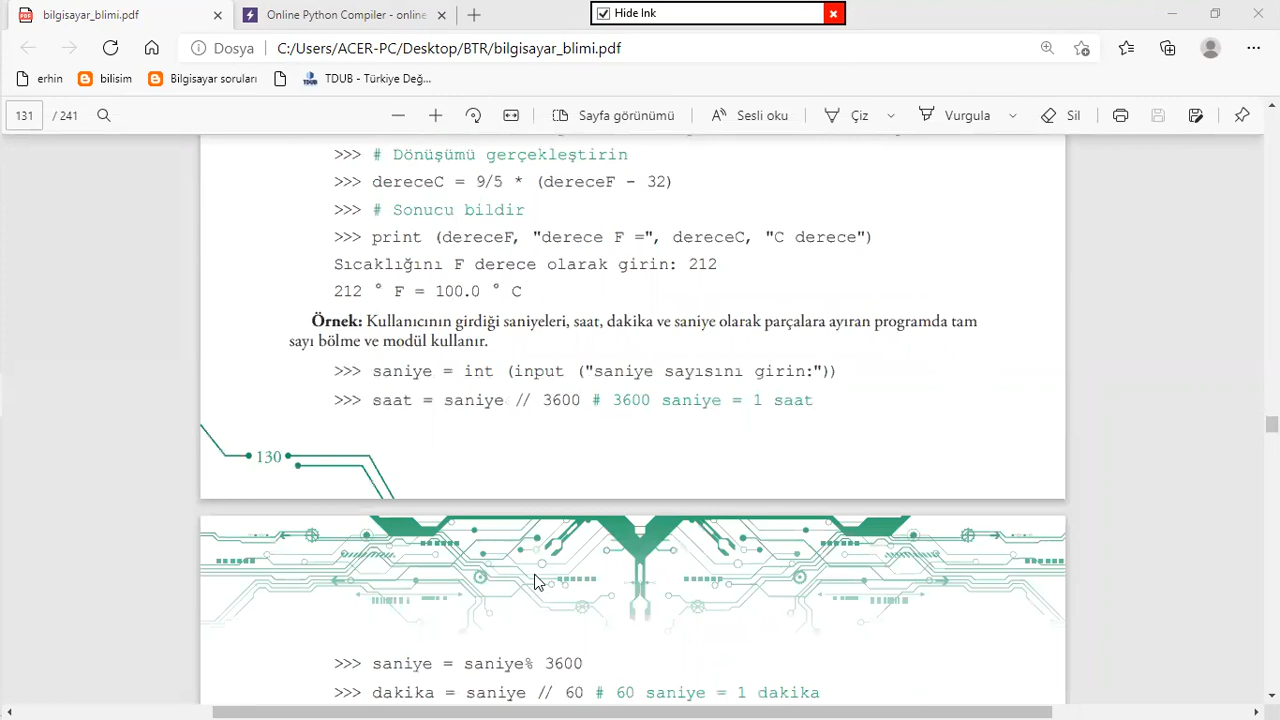 bilgisayar_blimi.pdf
Online Python Compiler - online
Hide Ink
Dosya
C:/Users/ACER-PC/Desktop/BTR/bilgisayar_blimi.pdf
erhin
bilisim
Bilgisayar soruları
TDUB - Türkiye Değ...
131 / 241
Sayfa görünümü
Sesli oku
Çiz
Vurgula
Sil
>>> # Dönüşümü gerçekleştirin
>>> dereceC = 9/5 * (dereceF - 32)
>>> # Sonucu bildir
>>> print (dereceF, "derece F =", dereceC, "C derece")
Sıcaklığını F derece olarak girin: 212
212 ° F = 100.0 ° C
Örnek: Kullanıcının girdiği saniyeleri, saat, dakika ve saniye olarak parçalara ayıran programda tam
sayı bölme ve modül kullanır.
>>> saniye = int (input ("saniye sayısını girin:"))
>>> saat = saniye // 3600 # 3600 saniye = 1 saat
130
>>> saniye = saniye% 3600
>>> dakika = saniye // 60 # 60 saniye = 1 dakika